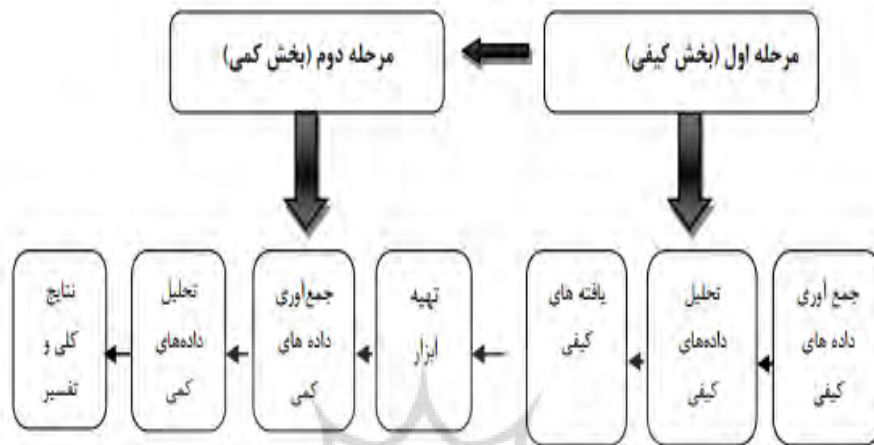 مرحله اول (بخش کیفی)
مرحله دوم (بخش کمی)
جمع آوری
داده های
کیفی
تحلیل
داده‌های
کیفی
یافته های
کیفی
تهیه
ابزار
جمع‌آوری
داده های
کمی
تحلیل
داده‌های
کمی
نتایج
کلی و
تفسیر